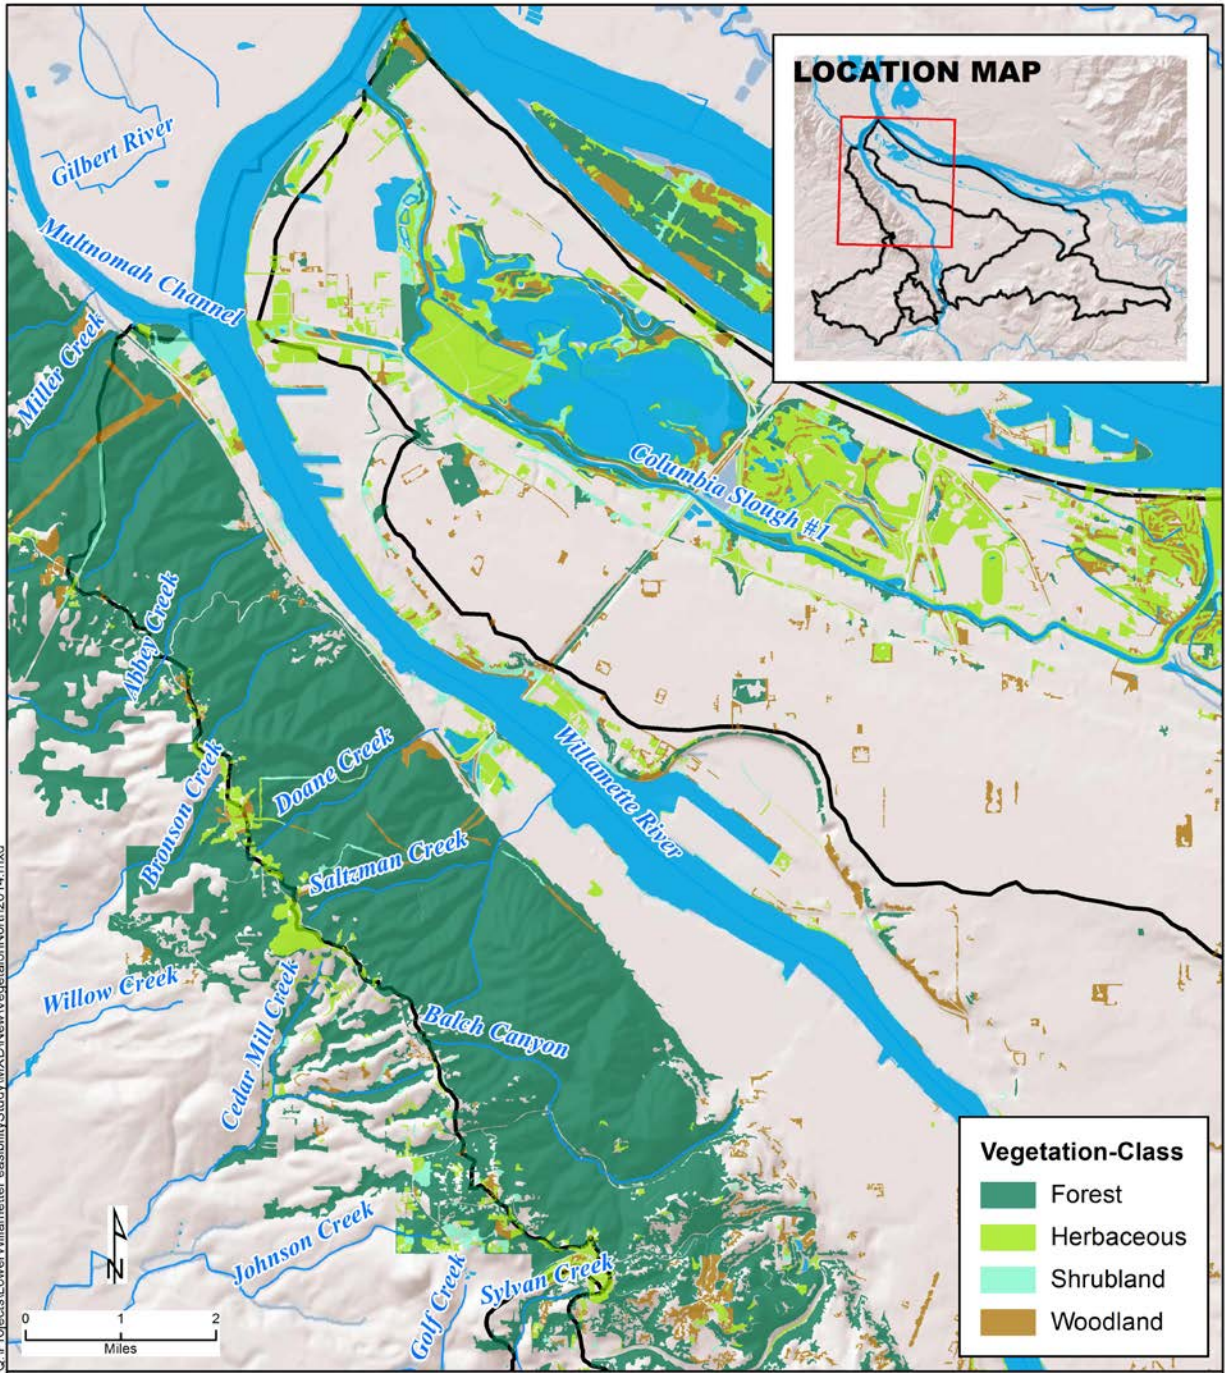 LOCATION MAP
Gilbert River
Multnomah Channel
Miller Creek
Columbia Slough #1
Abbey Creek
Willamette River
Doane Creek
Bronson Creek
Saltzman Creek
Willow Creek
Cedar Mill Creek
Balch Canyon
Johnson Creek
Golf Creek
Sylvan Creek
N
0 1 2
Miles
Vegetation-Class
Forest
Herbaceous
Shrubland
Woodland